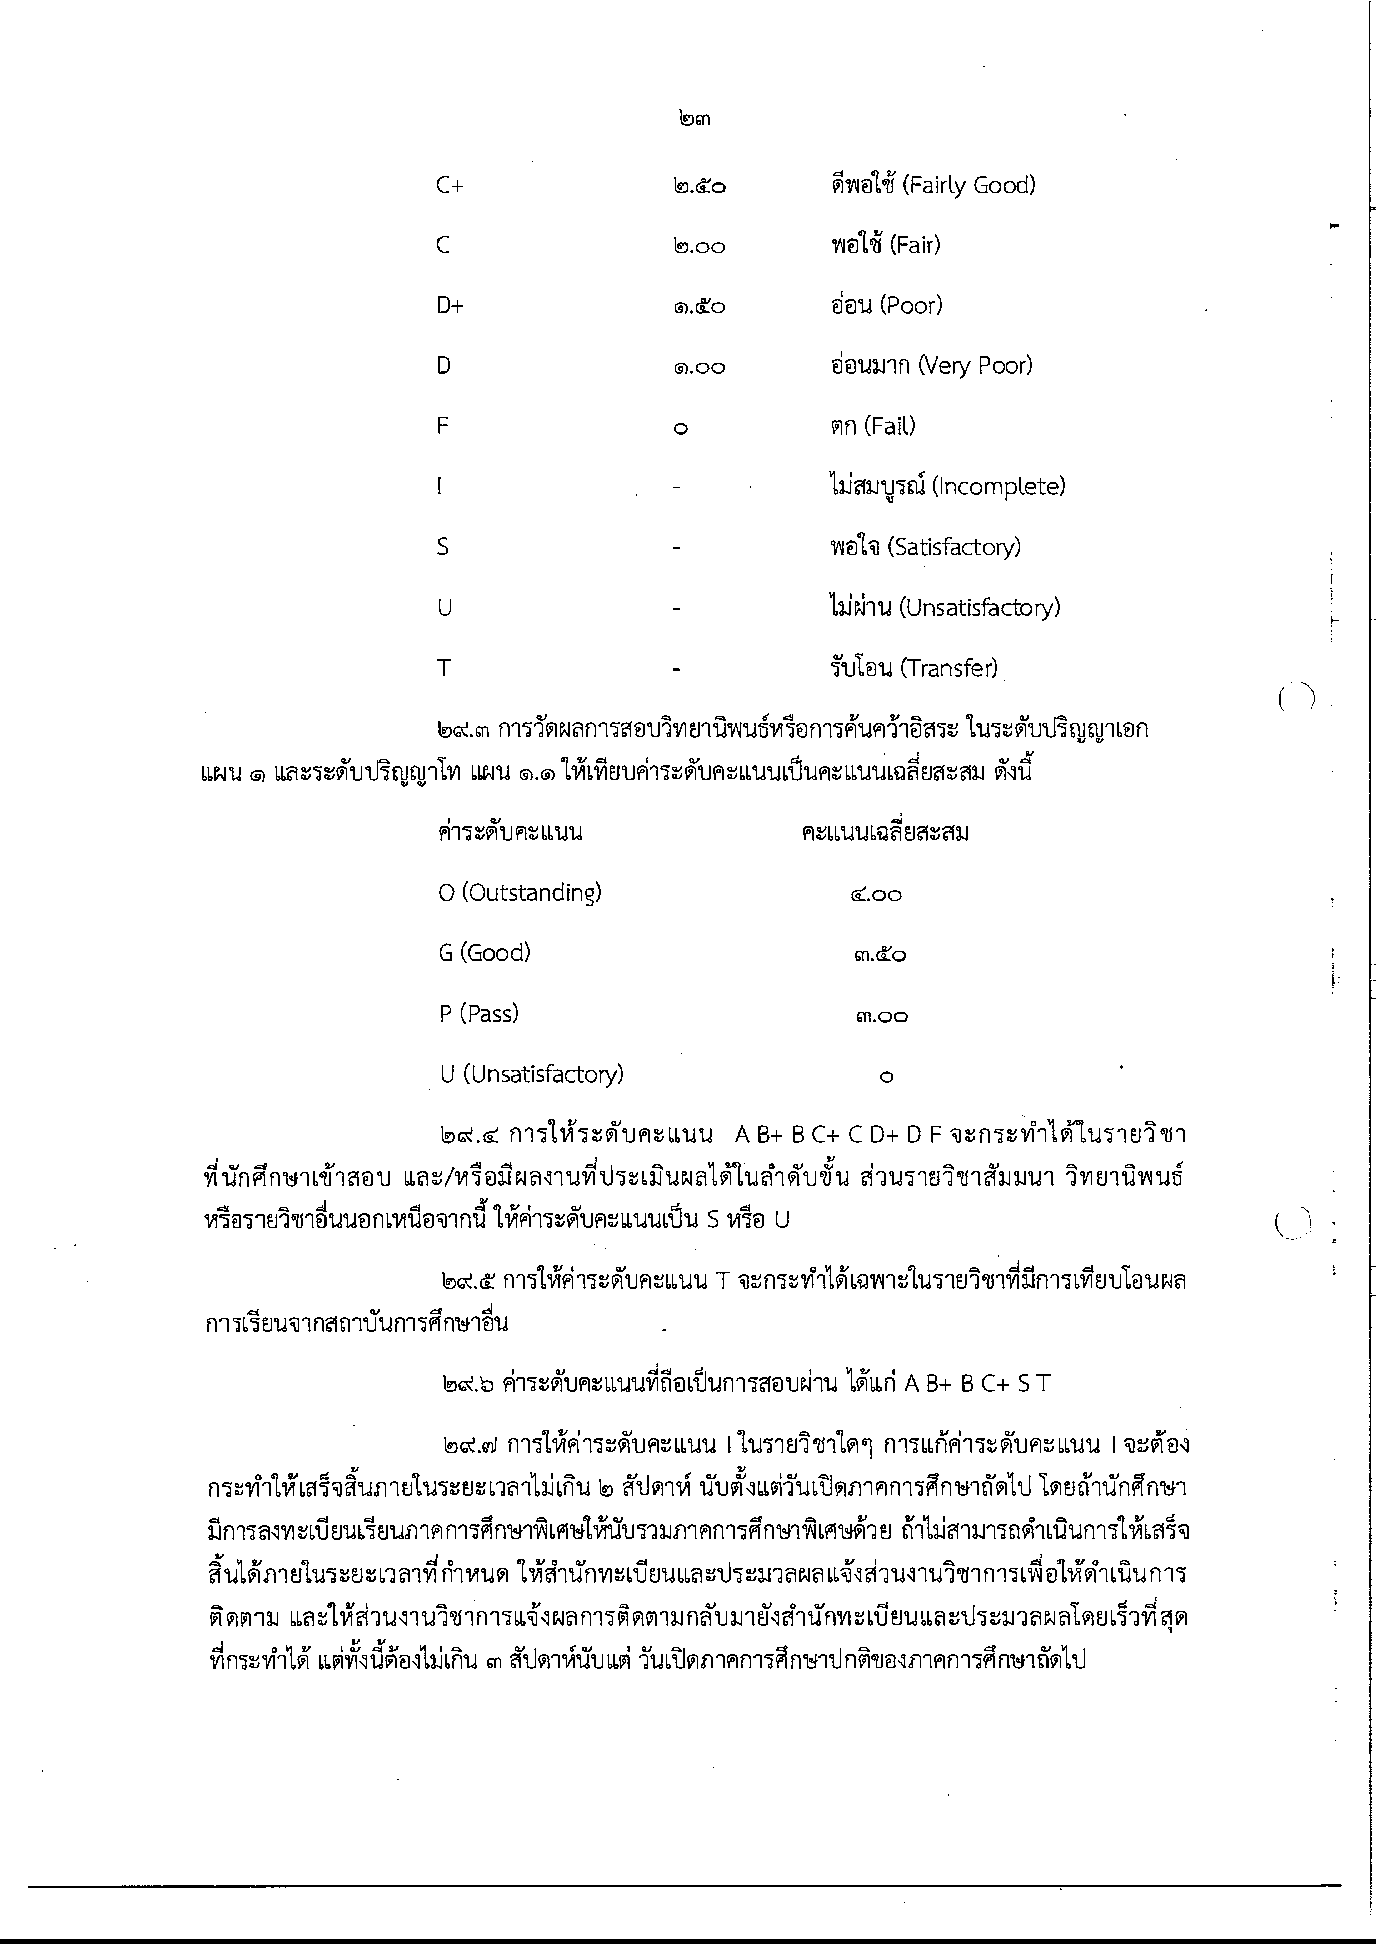 ๒๓
C+ ๒.๕๐ ดีพอใช้ (Fairly Good)
C ๒.๐๐ พอใช้ (Fair)
D+ ๑.๕๐ อ่อน (Poor)
D ๑.๐๐ อ่อนมาก (Very Poor)
F ๐ ตก (Fail)
I - ไม่สมบูรณ์ (Incomplete)
S - พอใจ (Satisfactory)
U - ไม่ผ่าน (Unsatisfactory)
T - รับโอน (Transfer)
๒๙.๓ การวัดผลการสอบวิทยานิพนธ์หรือการค้นคว้าอิสระ ในระดับปริญญาเอก
แผน ๑ และระดับปริญญาโท แผน ๑.๑ ให้เทียบค่าระดับคะแนนเป็นคะแนนเฉลี่ยสะสม ดังนี้
ค่าระดับคะแนน คะแนนเฉลี่ยสะสม
O (Outstanding) ๔.๐๐
G (Good) ๓.๕๐
P (Pass) ๓.๐๐
U (Unsatisfactory) ๐
๒๙.๔ การให้ระดับคะแนน A B+ B C+ C D+ D F จะกระทำได้ในรายวิชา
ที่นักศึกษาเข้าสอบ และ/หรือมีผลงานที่ประเมินผลได้ในลำดับขั้น ส่วนรายวิชาสัมมนา วิทยานิพนธ์
หรือรายวิชาอื่นนอกเหนือจากนี้ ให้ค่าระดับคะแนนเป็น S หรือ U
๒๙.๕ การให้ค่าระดับคะแนน T จะกระทำได้เฉพาะในรายวิชาที่มีการเทียบโอนผล
การเรียนจากสถาบันการศึกษาอื่น
๒๙.๖ ค่าระดับคะแนนที่ถือเป็นการสอบผ่าน ได้แก่ A B+ B C+ S T
๒๙.๗ การให้ค่าระดับคะแนน I ในรายวิชาใดๆ การแก้ค่าระดับคะแนน I จะต้อง
กระทำให้เสร็จสิ้นภายในระยะเวลาไม่เกิน ๒ สัปดาห์ นับตั้งแต่วันเปิดภาคการศึกษาถัดไป โดยถ้านักศึกษา
มีการลงทะเบียนเรียนภาคการศึกษาพิเศษให้นับรวมภาคการศึกษาพิเศษด้วย ถ้าไม่สามารถดำเนินการให้เสร็จ
สิ้นได้ภายในระยะเวลาที่กำหนด ให้สำนักทะเบียนและประมวลผลแจ้งส่วนงานวิชาการเพื่อให้ดำเนินการ
ติดตาม และให้ส่วนงานวิชาการแจ้งผลการติดตามกลับมายังสำนักทะเบียนและประมวลผลโดยเร็วที่สุด
ที่กระทำได้ แต่ทั้งนี้ต้องไม่เกิน ๓ สัปดาห์นับแต่ วันเปิดภาคการศึกษาปกติของภาคการศึกษาถัดไป